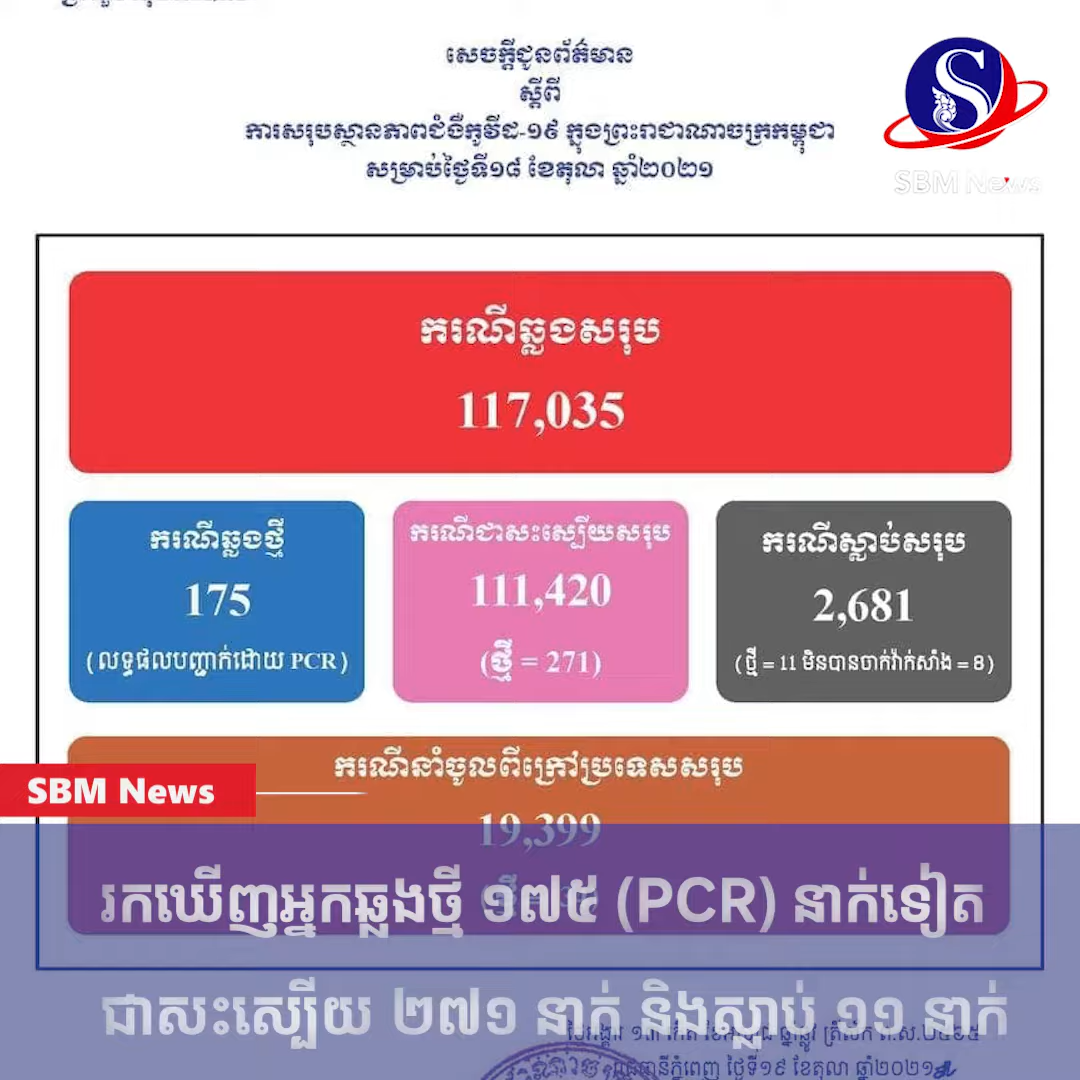 សេចក្តីជូនព័ត៌មាន
ស្តីពី
ការសរុបស្ថានភាពជំងឺកូវីដ-១៩ ក្នុងព្រះរាជាណាចក្រកម្ពុជា
សម្រាប់ថ្ងៃទី១៨ ខែតុលា ឆ្នាំ២០២១
S
SBM News
ករណីឆ្លងសរុប
117,035
ករណីឆ្លងថ្មី
175
(លទ្ធផលបញ្ជាក់ដោយ PCR)
ករណីជាសះស្បើយសរុប
111,420
(ថ្មី = 271)
ករណីស្លាប់សរុប
2,681
(ថ្មី = 11 មិនបានចាក់វ៉ាក់សាំង = 8)
ករណីនាំចូលពីក្រៅប្រទេសសរុប
19,399
SBM News
រកឃើញអ្នកឆ្លងថ្មី ១៧៥ (PCR) នាក់ទៀត
ជាសះស្បើយ ២៧១ នាក់ និងស្លាប់ ១១ នាក់
រាជធានីភ្នំពេញ ថ្ងៃទី១៩ ខែតុលា ឆ្នាំ២០២១